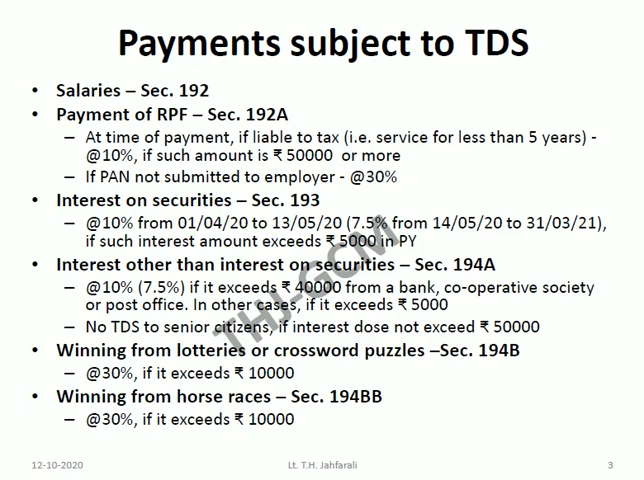 Payments subject to TDS
• Salaries – Sec. 192
• Payment of RPF – Sec. 192A
– At time of payment, if liable to tax (i.e. service for less than 5 years) -
@10%, if such amount is ₹ 50000 or more
– If PAN not submitted to employer - @30%
• Interest on securities – Sec. 193
– @10% from 01/04/20 to 13/05/20 (7.5% from 14/05/20 to 31/03/21),
if such interest amount exceeds ₹ 5000 in PY
• Interest other than interest on securities – Sec. 194A
– @10% (7.5%) if it exceeds ₹ 40000 from a bank, co-operative society
or post office. In other cases, if it exceeds ₹ 5000
– No TDS to senior citizens, if interest dose not exceed ₹ 50000
• Winning from lotteries or crossword puzzles –Sec. 194B
– @30%, if it exceeds ₹ 10000
• Winning from horse races – Sec. 194BB
– @30%, if it exceeds ₹ 10000
THJ-GCM
12-10-2020
Lt. T.H. Jahfarali
3